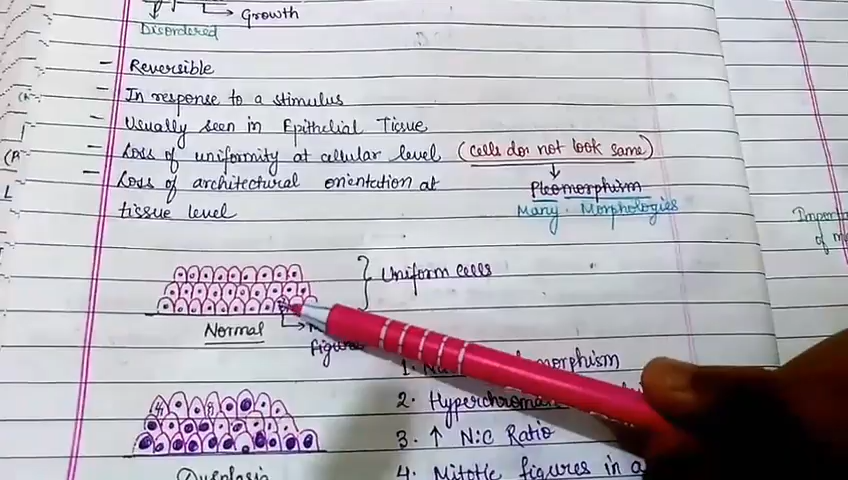 Growth
Disordered
- Reversible
- In response to a stimulus
- Usually seen in Epithelial Tissue
- Loss of uniformity at cellular level (cells do not look same)
- Loss of architectural orientation at
tissue level
Pleomorphism
Many Morphologies
Uniform cells
Normal
1.
2.
3. ↑ N:C Ratio
4. Mitotic figures in
Dysplasia